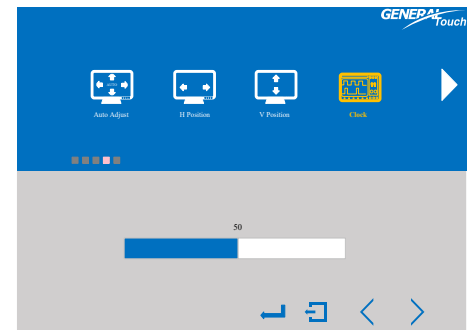 GENERAL
Touch
Auto Adjust
H Position
V Position
Clock
50